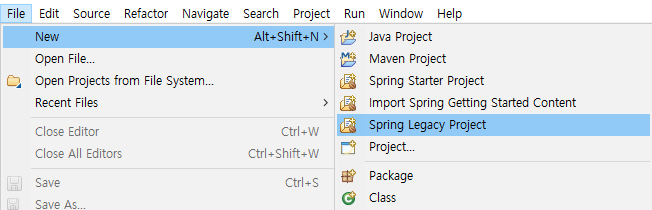 File Edit Source Refactor Navigate Search Project Run Window Help
New Alt+Shift+N >
Open File...
Open Projects from File System...
Recent Files >
Close Editor Ctrl+W
Close All Editors Ctrl+Shift+W
Save Ctrl+S
Save As...
Java Project
Maven Project
Spring Starter Project
Import Spring Getting Started Content
Spring Legacy Project
Project...
Package
Class